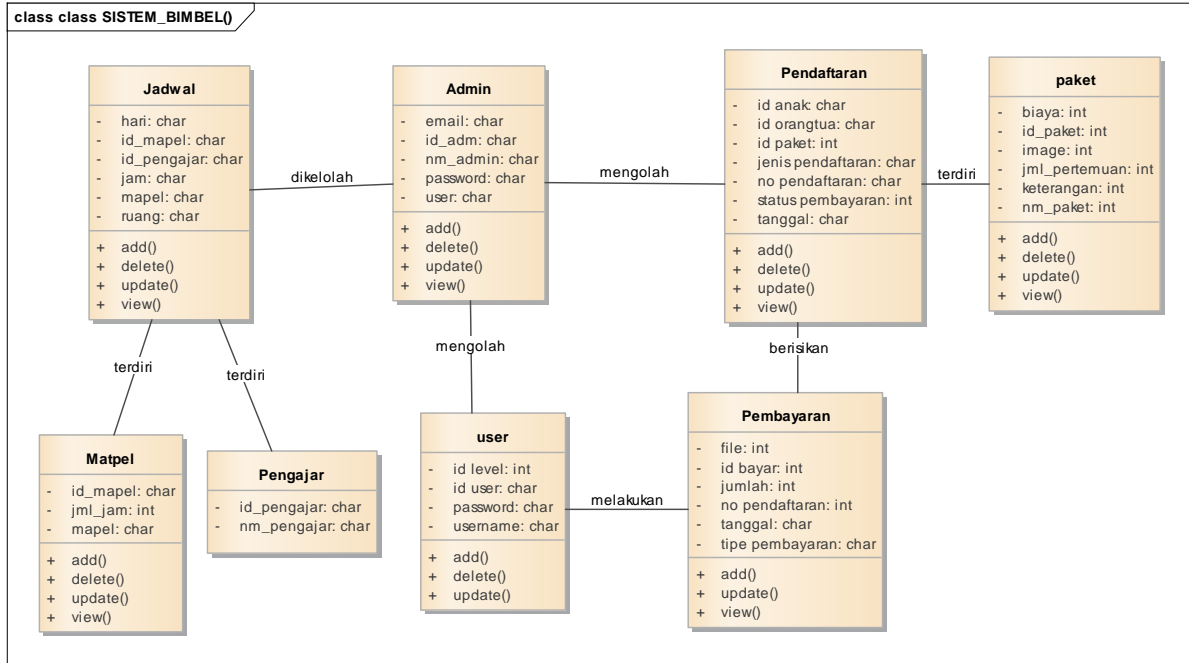 class class SISTEM_BIMBEL()
Jadwal
- hari: char
- id_mapel: char
- id_pengajar: char
- jam: char
- mapel: char
- ruang: char
+ add()
+ delete()
+ update()
+ view()
dikelolah
Admin
- email: char
- id_adm: char
- nm_admin: char
- password: char
- user: char
+ add()
+ delete()
+ update()
+ view()
mengolah
Pendaftaran
- id anak: char
- id orangtua: char
- id paket: int
- jenis pendaftaran: char
- no pendaftaran: char
- status pembayaran: int
- tanggal: char
+ add()
+ delete()
+ update()
+ view()
terdiri
paket
- biaya: int
- id_paket: int
- image: int
- jml_pertemuan: int
- keterangan: int
- nm_paket: int
+ add()
+ delete()
+ update()
+ view()
terdiri
terdiri
mengolah
berisikan
Matpel
- id_mapel: char
- jml_jam: int
- mapel: char
+ add()
+ delete()
+ update()
+ view()
Pengajar
- id_pengajar: char
- nm_pengajar: char
user
- id level: int
- id user: char
- password: char
- username: char
+ add()
+ delete()
+ update()
melakukan
Pembayaran
- file: int
- id bayar: int
- jumlah: int
- no pendaftaran: int
- tanggal: char
- tipe pembayaran: char
+ add()
+ update()
+ view()